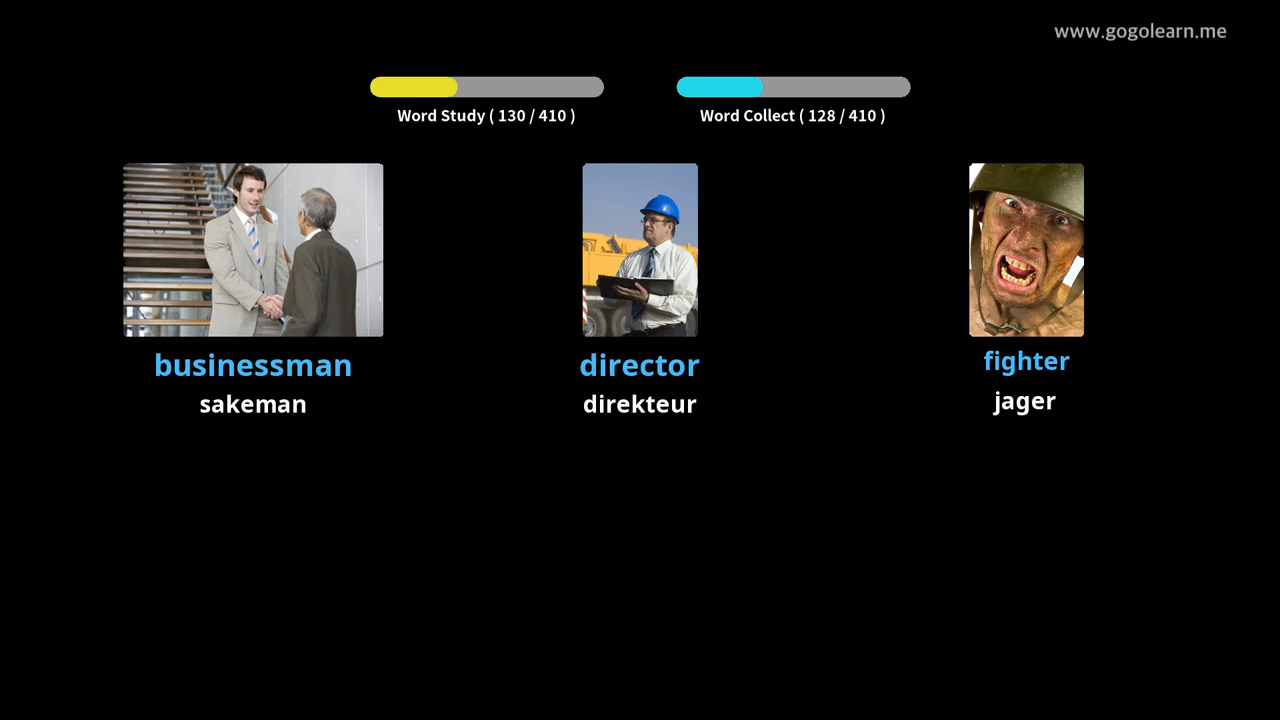 www.gogolearn.me
Word Study ( 130 / 410 )
Word Collect ( 128 / 410 )
businessman
director
fighter
sakeman
direkteur
jager